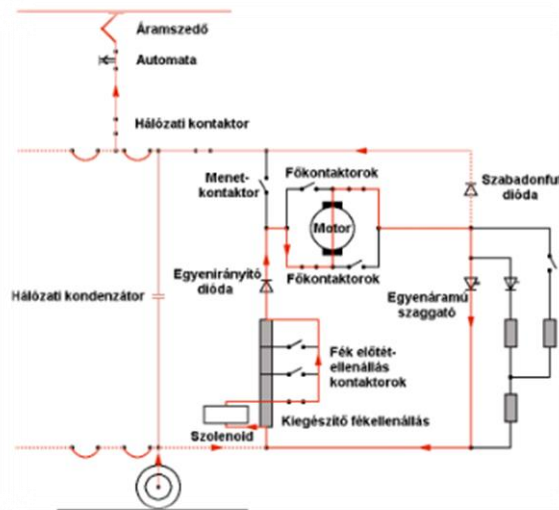 Áramszedő
Automata
Hálózati kontaktor
Menet-
kontaktor
Főkontaktorok
Szabadonfutó
dióda
Motor
Főkontaktorok
Egyenirányító
dióda
Hálózati kondenzátor
Egyenáramú
szaggató
Fék előtét-
ellenállás
kontaktorok
Kiegészítő fékellenállás
Szolenoid